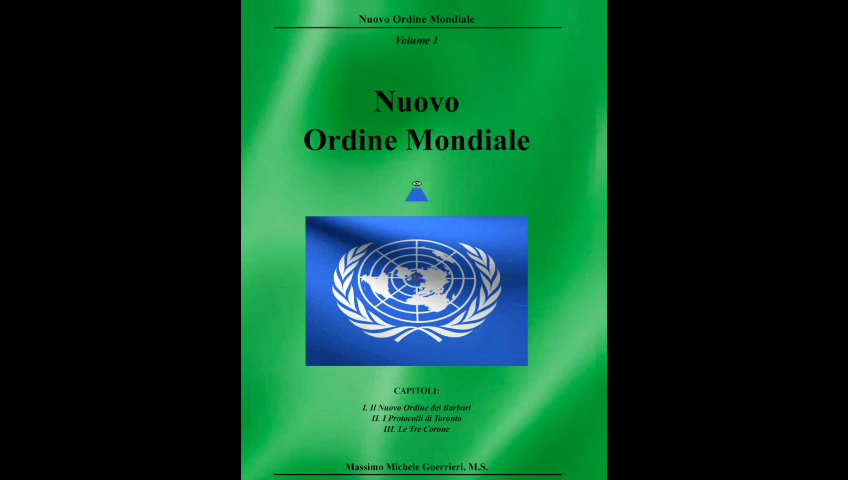 Nuovo Ordine Mondiale
Volume I
Nuovo
Ordine Mondiale
CAPITOLI:
I. Il Nuovo Ordine dei Barbari
II. I Protocolli di Toronto
III. Le Tre Corone
Massimo Michele Guerrieri, M.S.